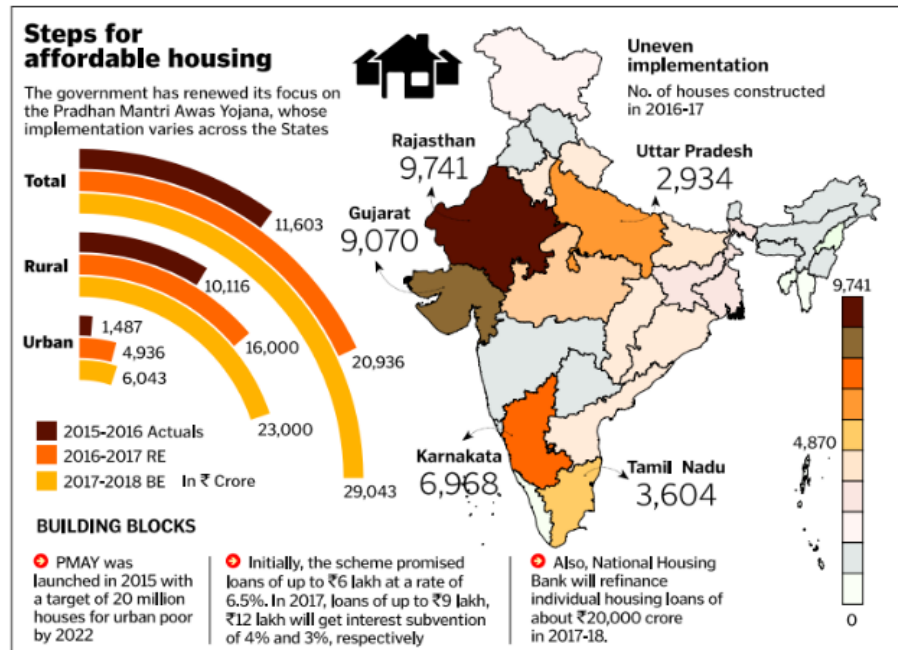 Steps for
affordable housing
The government has renewed its focus on
the Pradhan Mantri Awas Yojana, whose
implementation varies across the States
Total
11,603
20,936
29,043
Rural
10,116
16,000
23,000
Urban
1,487
4,936
6,043
2015-2016 Actuals
2016-2017 RE
2017-2018 BE In ₹ Crore
Uneven
implementation
No. of houses constructed
in 2016-17
Rajasthan
9,741
Uttar Pradesh
2,934
Gujarat
9,070
Karnakata
6,968
Tamil Nadu
3,604
9,741
4,870
0
BUILDING BLOCKS
PMAY was
launched in 2015 with
a target of 20 million
houses for urban poor
by 2022
Initially, the scheme promised
loans of up to ₹6 lakh at a rate of
6.5%. In 2017, loans of up to ₹9 lakh,
₹12 lakh will get interest subvention
of 4% and 3%, respectively
Also, National Housing
Bank will refinance
individual housing loans of
about ₹20,000 crore
in 2017-18.